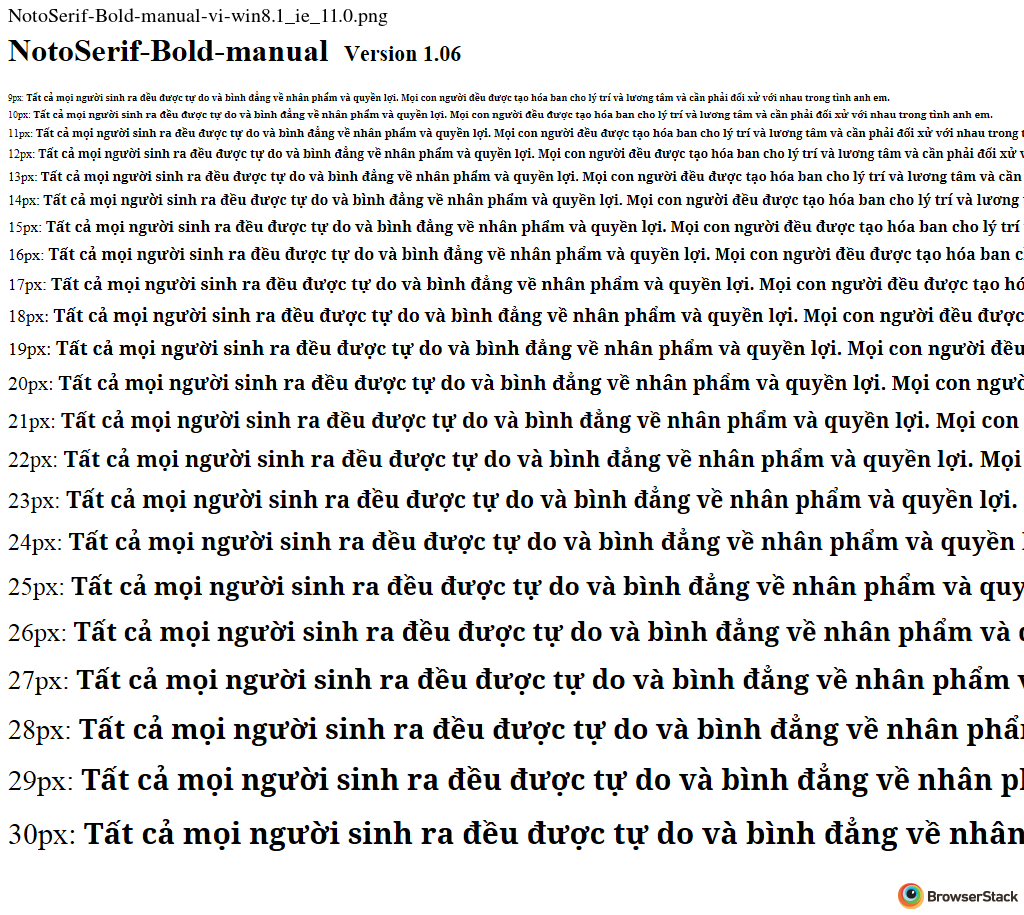 NotoSerif-Bold-manual-vi-win8.1_ie_11.0.png
NotoSerif-Bold-manual Version 1.06
9px: Tất cả mọi người sinh ra đều được tự do và bình đẳng về nhân phẩm và quyền lợi. Mọi con người đều được tạo hóa ban cho lý trí và lương tâm và cần phải đối xử với nhau trong tình anh em.
10px: Tất cả mọi người sinh ra đều được tự do và bình đẳng về nhân phẩm và quyền lợi. Mọi con người đều được tạo hóa ban cho lý trí và lương tâm và cần phải đối xử với nhau trong tình anh em.
11px: Tất cả mọi người sinh ra đều được tự do và bình đẳng về nhân phẩm và quyền lợi. Mọi con người đều được tạo hóa ban cho lý trí và lương tâm và cần phải đối xử với nhau trong t
12px: Tất cả mọi người sinh ra đều được tự do và bình đẳng về nhân phẩm và quyền lợi. Mọi con người đều được tạo hóa ban cho lý trí và lương tâm và cần phải đối xử v
13px: Tất cả mọi người sinh ra đều được tự do và bình đẳng về nhân phẩm và quyền lợi. Mọi con người đều được tạo hóa ban cho lý trí và lương tâm và cần
14px: Tất cả mọi người sinh ra đều được tự do và bình đẳng về nhân phẩm và quyền lợi. Mọi con người đều được tạo hóa ban cho lý trí và lương
15px: Tất cả mọi người sinh ra đều được tự do và bình đẳng về nhân phẩm và quyền lợi. Mọi con người đều được tạo hóa ban cho lý trí
16px: Tất cả mọi người sinh ra đều được tự do và bình đẳng về nhân phẩm và quyền lợi. Mọi con người đều được tạo hóa ban c
17px: Tất cả mọi người sinh ra đều được tự do và bình đẳng về nhân phẩm và quyền lợi. Mọi con người đều được tạo hó
18px: Tất cả mọi người sinh ra đều được tự do và bình đẳng về nhân phẩm và quyền lợi. Mọi con người đều được
19px: Tất cả mọi người sinh ra đều được tự do và bình đẳng về nhân phẩm và quyền lợi. Mọi con người đều
20px: Tất cả mọi người sinh ra đều được tự do và bình đẳng về nhân phẩm và quyền lợi. Mọi con ngườ
21px: Tất cả mọi người sinh ra đều được tự do và bình đẳng về nhân phẩm và quyền lợi. Mọi con
22px: Tất cả mọi người sinh ra đều được tự do và bình đẳng về nhân phẩm và quyền lợi. Mọi
23px: Tất cả mọi người sinh ra đều được tự do và bình đẳng về nhân phẩm và quyền lợi.
24px: Tất cả mọi người sinh ra đều được tự do và bình đẳng về nhân phẩm và quyền
25px: Tất cả mọi người sinh ra đều được tự do và bình đẳng về nhân phẩm và quy
26px: Tất cả mọi người sinh ra đều được tự do và bình đẳng về nhân phẩm và
27px: Tất cả mọi người sinh ra đều được tự do và bình đẳng về nhân phẩm v
28px: Tất cả mọi người sinh ra đều được tự do và bình đẳng về nhân phẩ
29px: Tất cả mọi người sinh ra đều được tự do và bình đẳng về nhân p
30px: Tất cả mọi người sinh ra đều được tự do và bình đẳng về nhân
BrowserStack